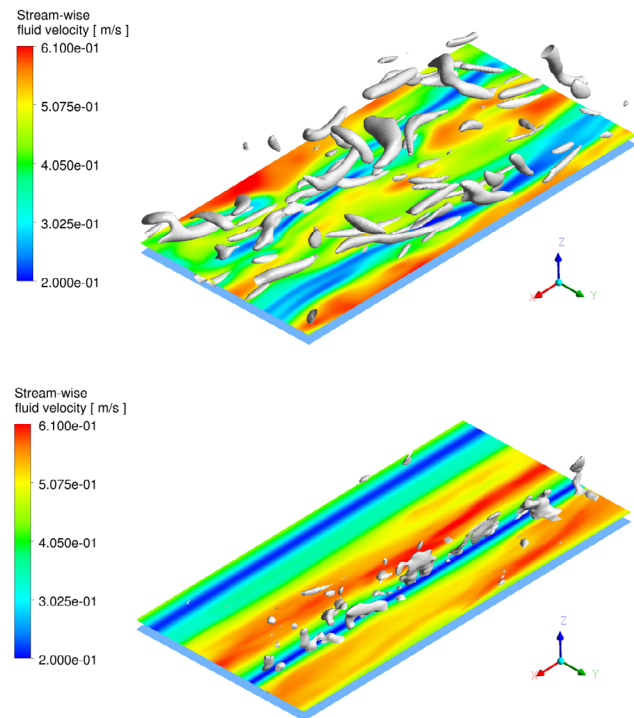 Stream-wise
fluid velocity [ m/s ]
6.100e-01
5.075e-01
4.050e-01
3.025e-01
2.000e-01
Z
X
Y
Stream-wise
fluid velocity [ m/s ]
6.100e-01
5.075e-01
4.050e-01
3.025e-01
2.000e-01
Z
X
Y